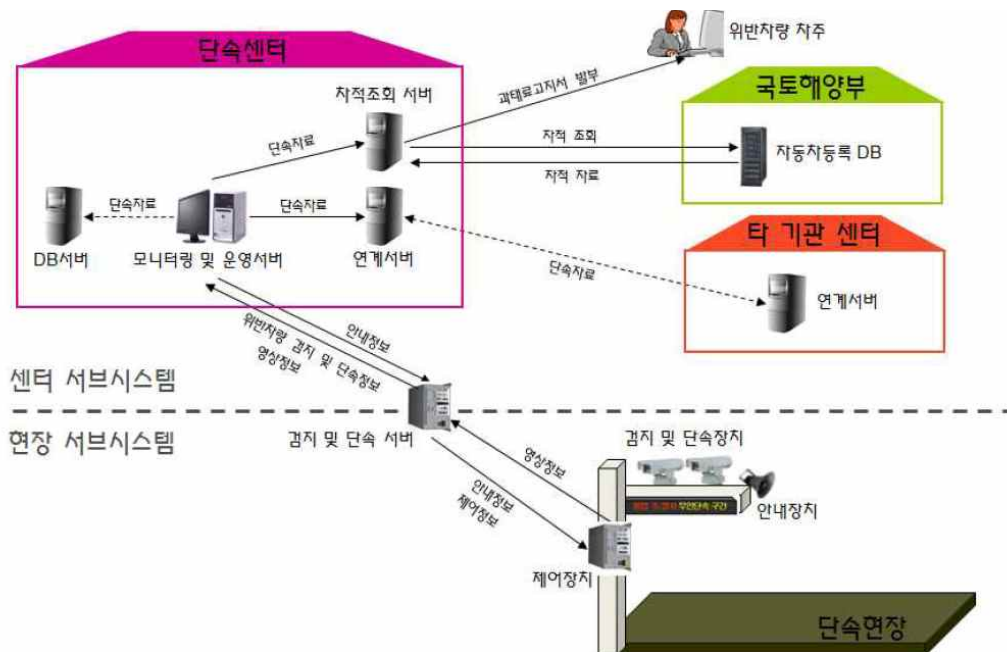 위반차량 차주
단속센터
국토해양부
차적조회 서버
과태료고지서 발부
차적 조회
자동차등록 DB
차적 자료
단속자료
단속자료
단속자료
타 기관 센터
DB서버
모니터링 및 운영서버
연계서버
단속자료
연계서버
안내정보
위반차량 검지 및 단속정보
영상정보
센터 서브시스템
현장 서브시스템
검지 및 단속 서버
검지 및 단속장치
영상정보
안내정보
제어정보
무인단속 구간
안내장치
제어장치
단속현장